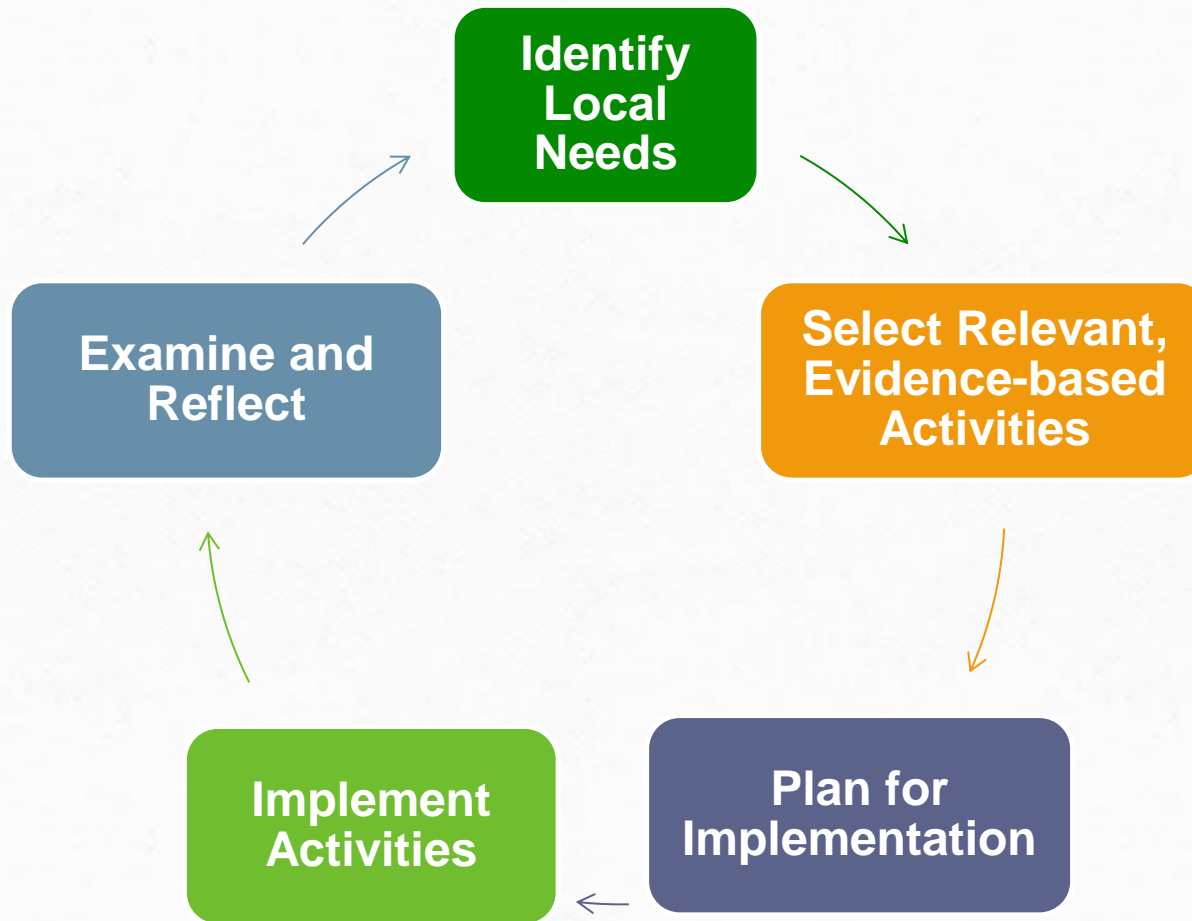 Identify
Local
Needs
Select Relevant,
Evidence-based
Activities
Plan for
Implementation
Implement
Activities
Examine and
Reflect